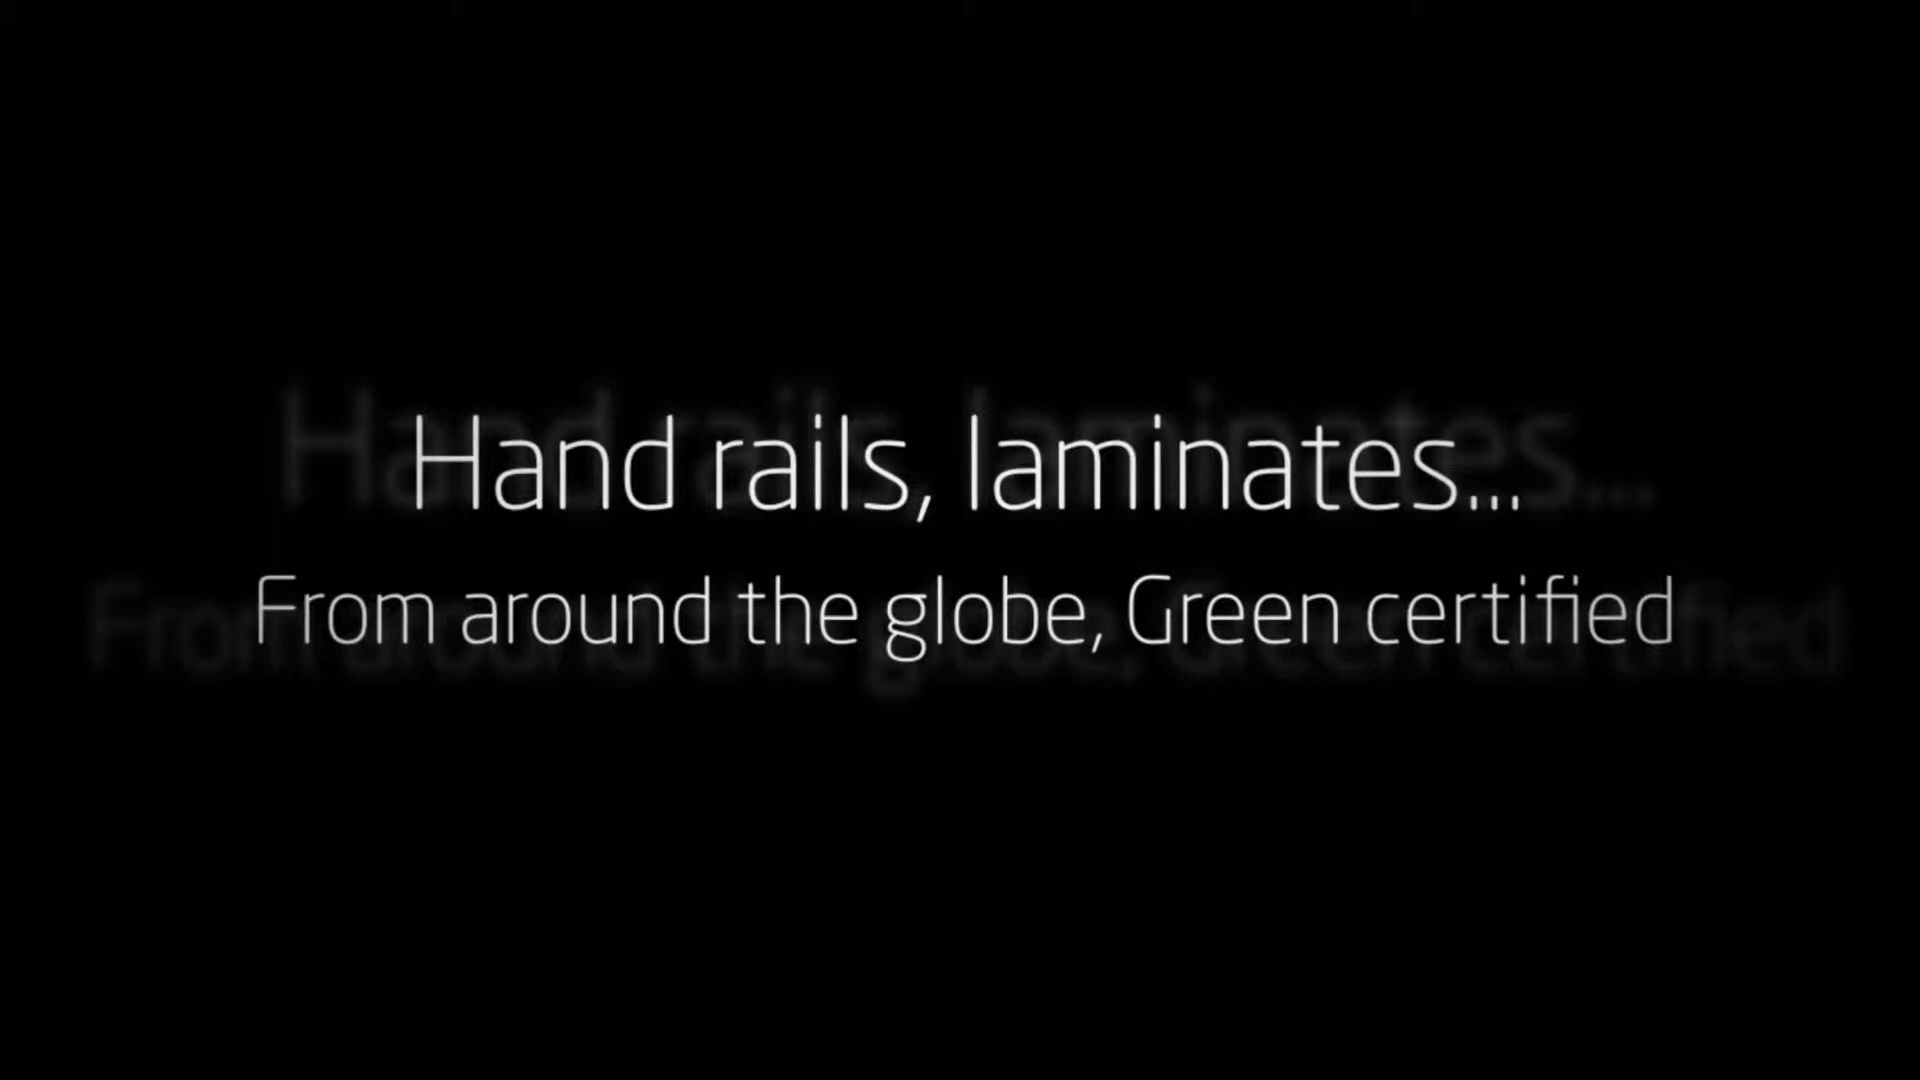 Hand rails, laminates...
From around the globe, Green certified